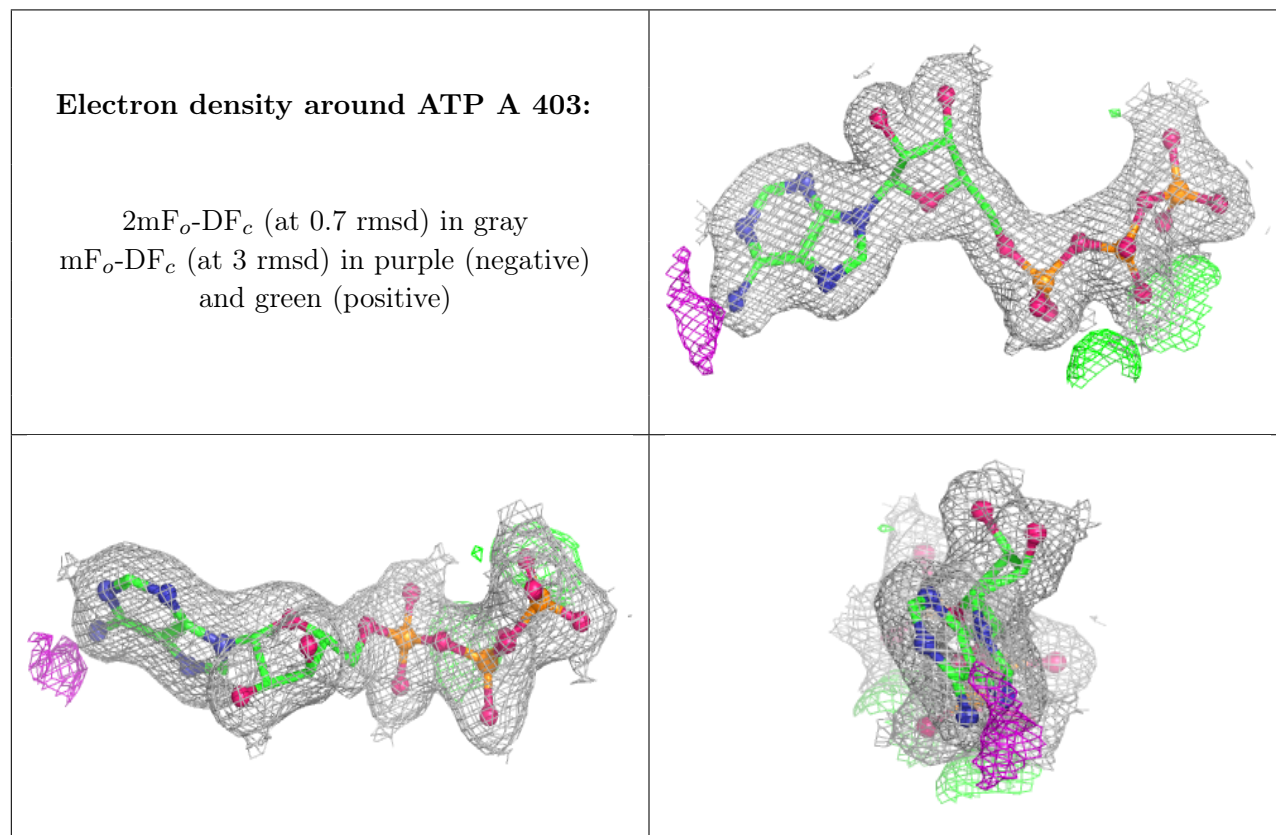 Electron density around ATP A 403:
2mFo-DFc (at 0.7 rmsd) in gray
mFo-DFc (at 3 rmsd) in purple (negative)
and green (positive)